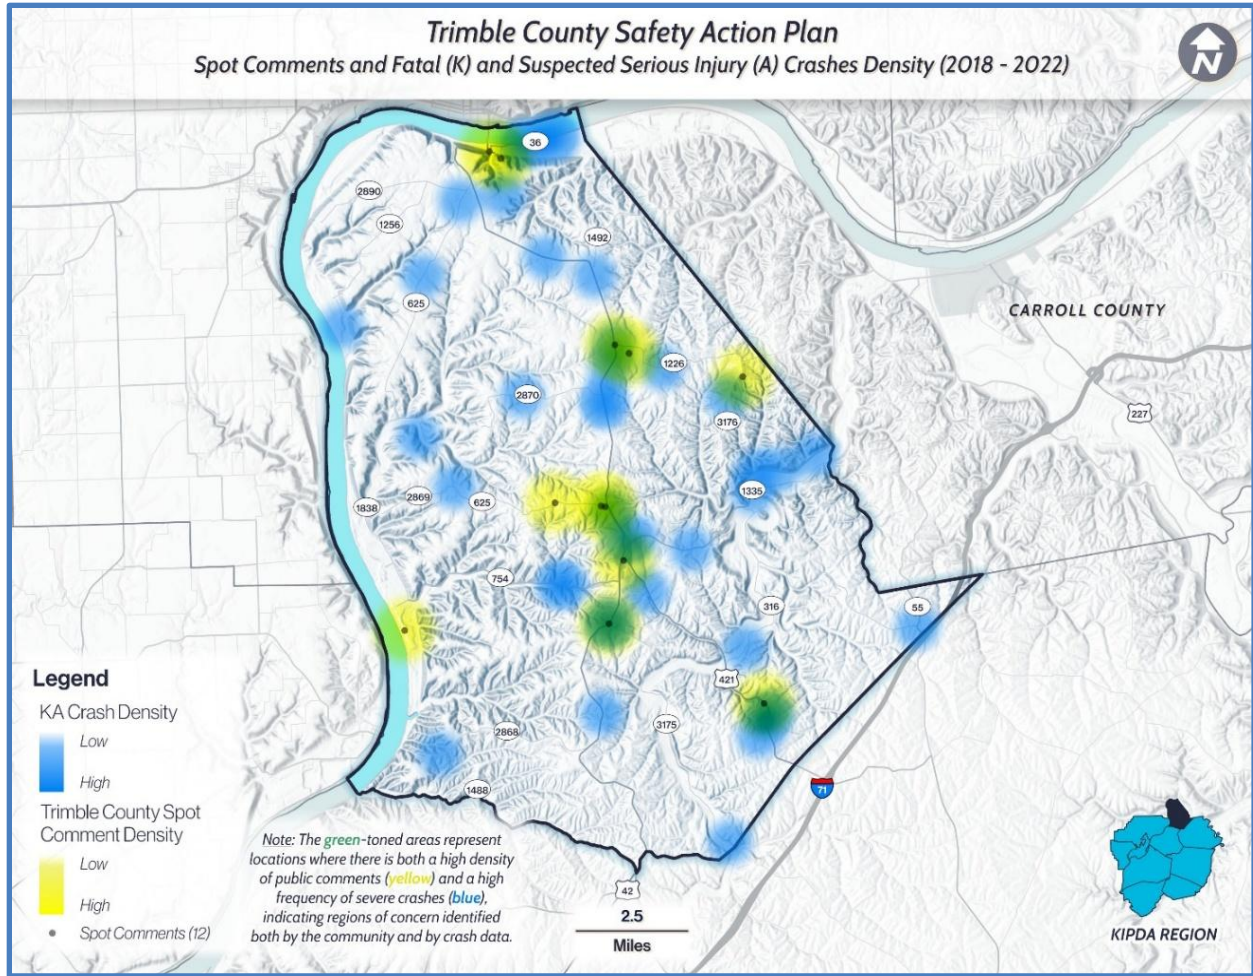 Trimble County Safety Action Plan
Spot Comments and Fatal (K) and Suspected Serious Injury (A) Crashes Density (2018 - 2022)
N
36
2890
1256
1492
625
CARROLL COUNTY
1226
2870
3176
227
1335
2869
625
1838
754
316
55
421
3175
2868
1488
71
42
Legend
KA Crash Density
Low
High
Trimble County Spot
Comment Density
Low
High
Spot Comments (12)
Note: The green-toned areas represent
locations where there is both a high density
of public comments (yellow) and a high
frequency of severe crashes (blue),
indicating regions of concern identified
both by the community and by crash data.
2.5
Miles
KIPDA REGION